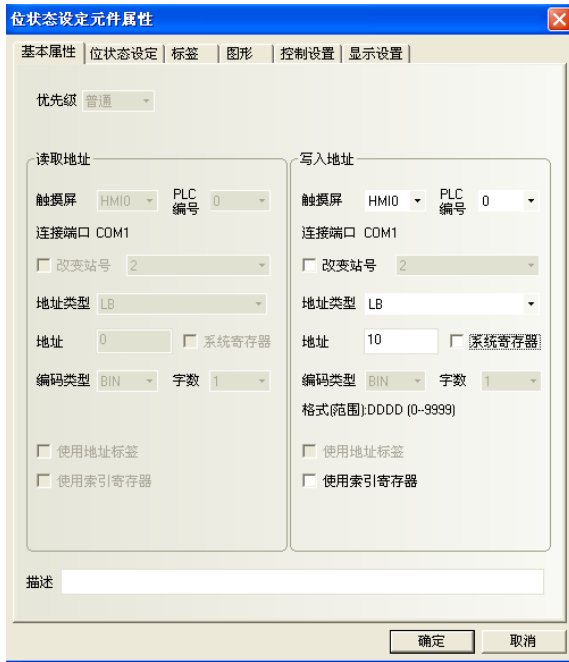 位状态设定元件属性
基本属性 位状态设定 标签 图形 控制设置 显示设置
优先级 普通
读取地址
触摸屏 HMI0 PLC编号 0
连接端口 COM1
改变站号 2
地址类型 LB
地址 0 系统寄存器
编码类型 BIN 字数 1
使用地址标签
使用索引寄存器
写入地址
触摸屏 HMI0 PLC编号 0
连接端口 COM1
改变站号 2
地址类型 LB
地址 10 系统寄存器
编码类型 BIN 字数 1
格式(范围):DDDD (0--9999)
使用地址标签
使用索引寄存器
描述
确定 取消